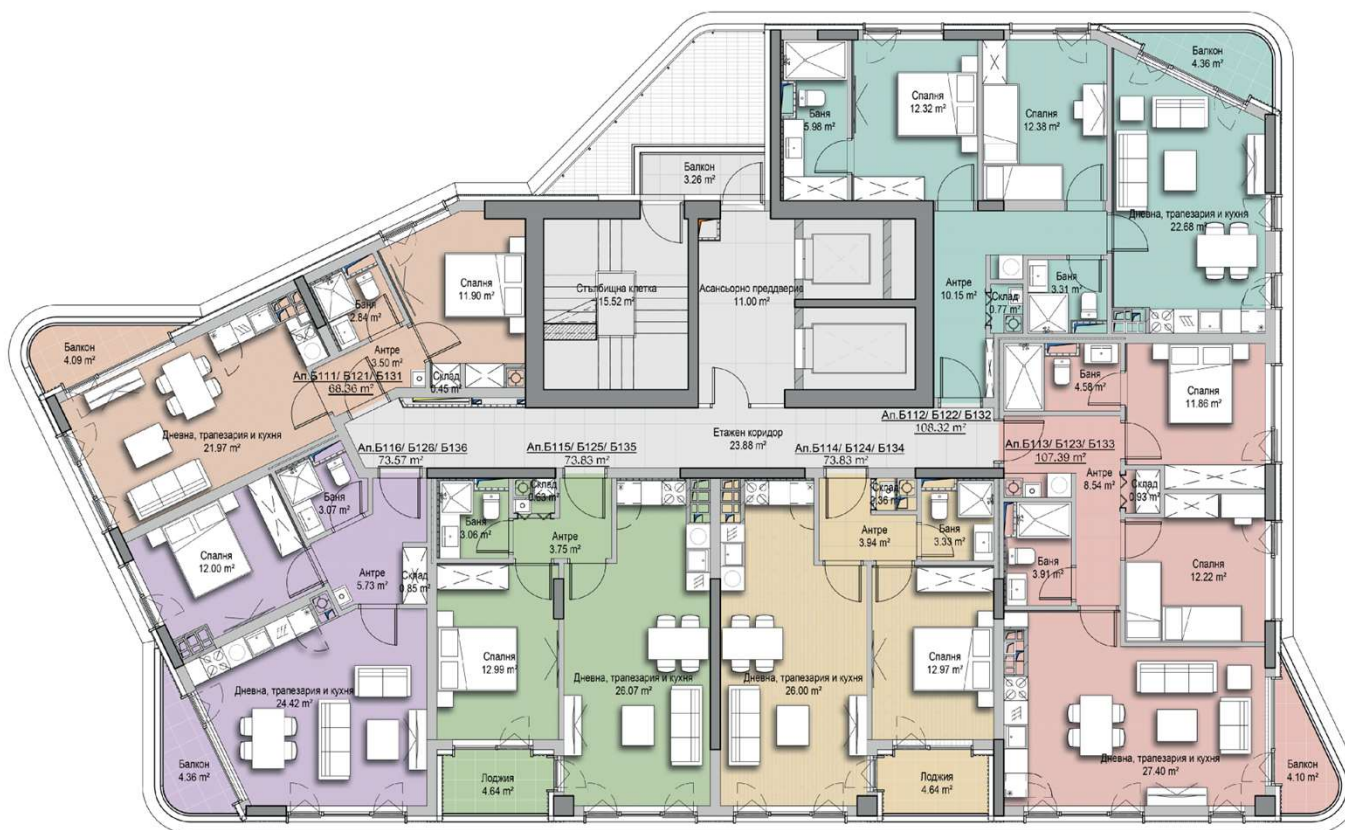 Балкон
4.36 m²
Спалня
12.32 m²
Спалня
12.38 m²
Баня
5.98 m²
Балкон
3.26 m²
Дневна, трапезария и кухня
22.68 m²
Спалня
11.90 m²
Стълбищна клетка
15.52 m²
Асансьорно преддверие
11.00 m²
Антре
10.15 m²
Баня
3.31 m²
Склад
0.77 m²
Баня
2.84 m²
Балкон
4.09 m²
Антре
3.50 m²
Ап.Б111/ Б121/ Б131
68.36 m²
Склад
0.45 m²
Баня
4.58 m²
Спалня
11.86 m²
Дневна, трапезария и кухня
21.97 m²
Ап.Б112/ Б122/ Б132
108.32 m²
Етажен коридор
23.88 m²
Ап.Б116/ Б126/ Б136
73.57 m²
Ап.Б115/ Б125/ Б135
73.83 m²
Ап.Б114/ Б124/ Б134
73.83 m²
Ап.Б113/ Б123/ Б133
107.39 m²
Антре
8.54 m²
Склад
0.93 m²
Баня
3.07 m²
Склад
0.63 m²
Баня
3.06 m²
Антре
3.75 m²
Склад
2.36 m²
Антре
3.94 m²
Баня
3.33 m²
Спалня
12.00 m²
Антре
5.73 m²
Склад
0.85 m²
Баня
3.91 m²
Спалня
12.22 m²
Спалня
12.99 m²
Дневна, трапезария и кухня
26.07 m²
Дневна, трапезария и кухня
26.00 m²
Спалня
12.97 m²
Дневна, трапезария и кухня
24.42 m²
Балкон
4.36 m²
Лоджия
4.64 m²
Лоджия
4.64 m²
Дневна, трапезария и кухня
27.40 m²
Балкон
4.10 m²